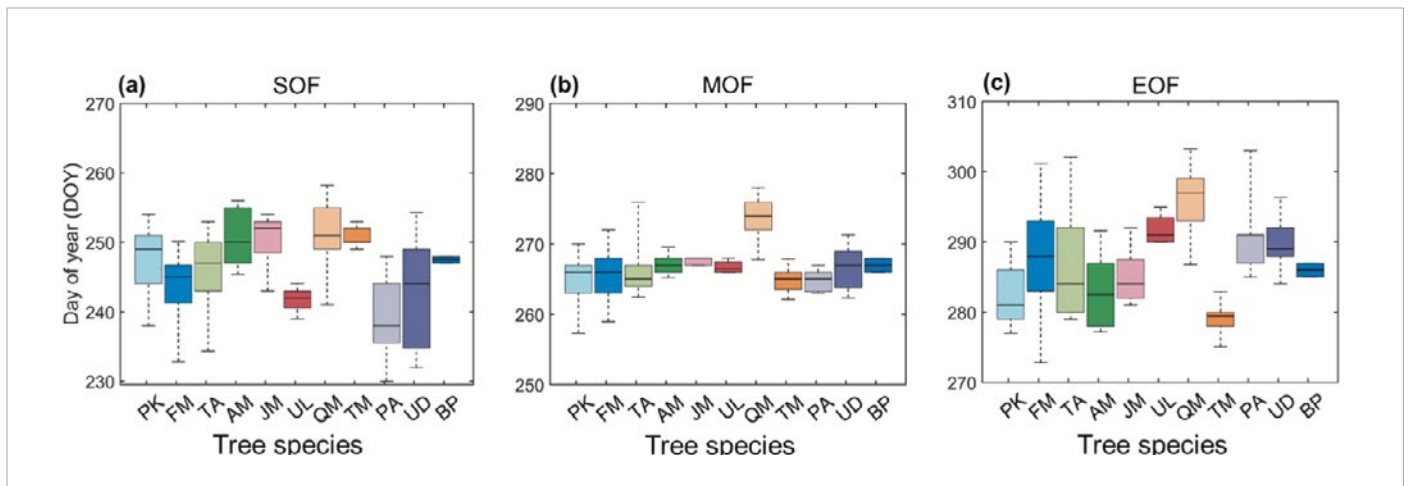 (a) SOF
270
260
250
240
230
Day of year (DOY)
PK FM TA AM JM UL QM TM PA UD BP
Tree species
(b) MOF
290
280
270
260
250
PK FM TA AM JM UL QM TM PA UD BP
Tree species
(c) EOF
310
300
290
280
270
PK FM TA AM JM UL QM TM PA UD BP
Tree species